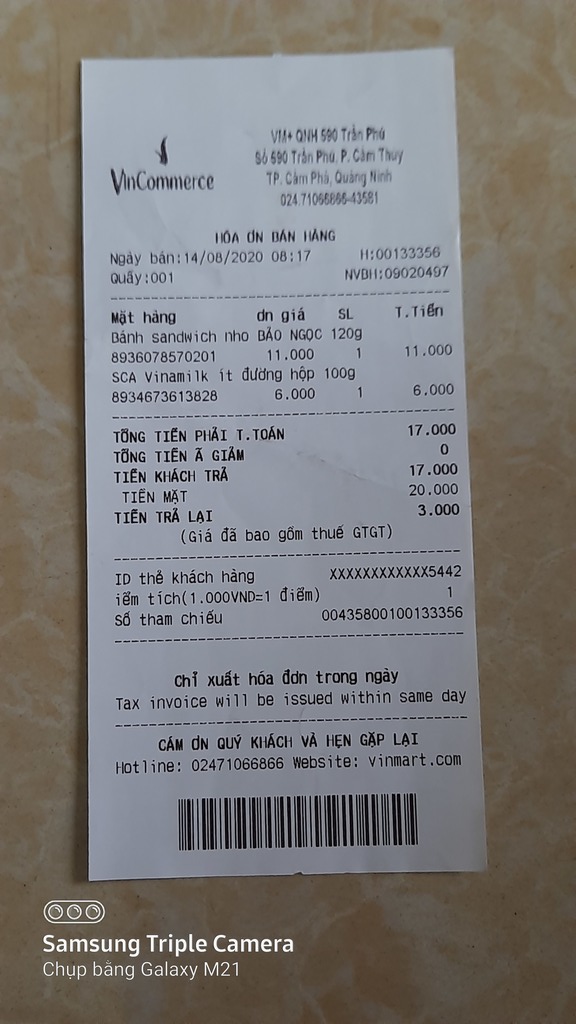 VinCommerce
VM+ QNH 590 Trần Phú
Số 590 Trần Phú, P. Cẩm Thủy
TP. Cẩm Phả, Quảng Ninh
024.71066866-43581
HÓA ƠN BÁN HÀNG
Ngày bán:14/08/2020 08:17 H:00133356
Quầy:001 NVBH:09020497
Mặt hàng ơn giá SL T.Tiền
Bánh sandwich nho BẢO NGỌC 120g
8936078570201 11.000 1 11.000
SCA Vinamilk ít đường hộp 100g
8934673613828 6.000 1 6.000
TỔNG TIỀN PHẢI T.TOÁN 17.000
TỔNG TIỀN Ã GIẢM 0
TIỀN KHÁCH TRẢ 17.000
TIỀN MẶT 20.000
TIỀN TRẢ LẠI 3.000
(Giá đã bao gồm thuế GTGT)
ID thẻ khách hàng XXXXXXXXXXXX5442
iểm tích(1.000VND=1 điểm) 1
Số tham chiếu 00435800100133356
Chỉ xuất hóa đơn trong ngày
Tax invoice will be issued within same day
CÁM ƠN QUÝ KHÁCH VÀ HẸN GẶP LẠI
Hotline: 02471066866 Website: vinmart.com
Samsung Triple Camera
Chụp bằng Galaxy M21